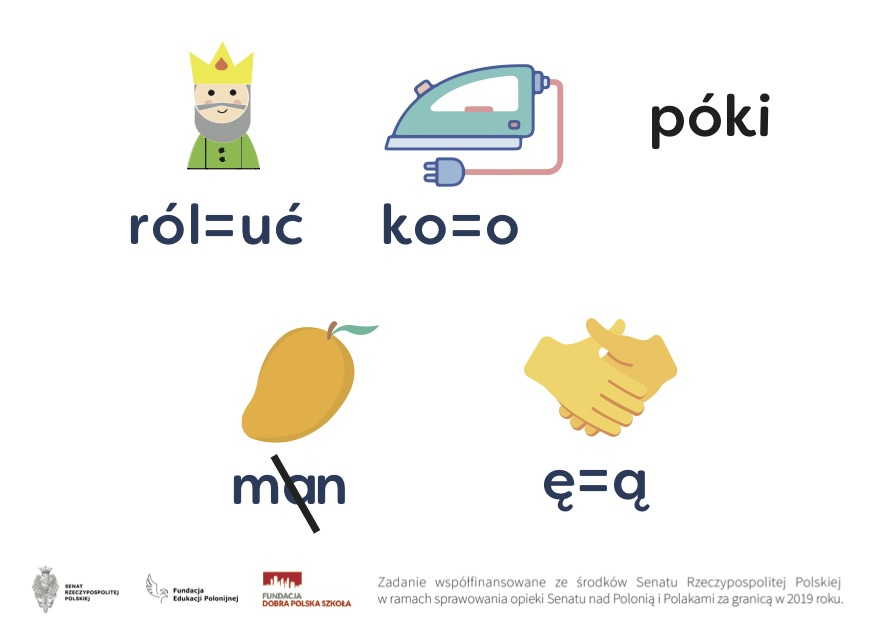 póki
ról=uć
ko=o
man
ę=ą
SENAT
RZECZYPOSPOLITEJ
POLSKIEJ
Fundacja
Edukacji Polonijnej
FUNDACJA
DOBRA POLSKA SZKOŁA
Zadanie współfinansowane ze środków Senatu Rzeczypospolitej Polskiej
w ramach sprawowania opieki Senatu nad Polonią i Polakami za granicą w 2019 roku.